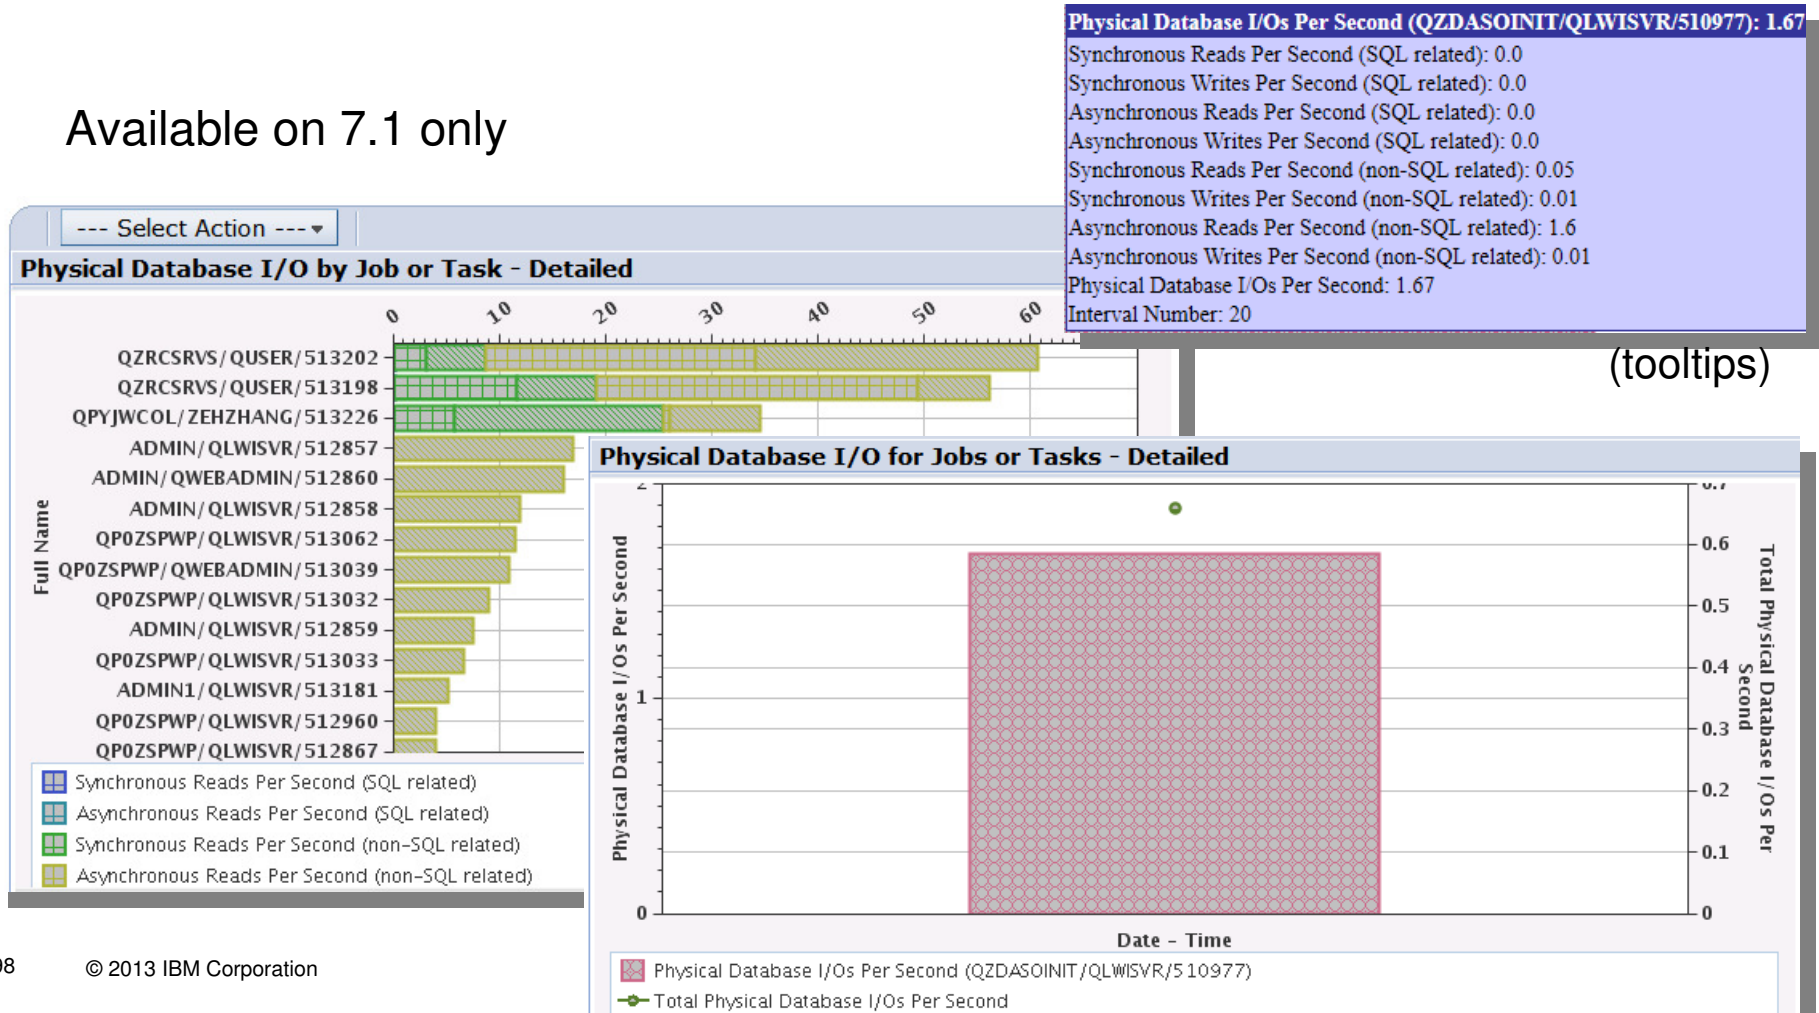 Physical Database I/Os Per Second (QZDASOINIT/QLWISVR/510977): 1.67
Synchronous Reads Per Second (SQL related): 0.0
Synchronous Writes Per Second (SQL related): 0.0
Asynchronous Reads Per Second (SQL related): 0.0
Asynchronous Writes Per Second (SQL related): 0.0
Synchronous Reads Per Second (non-SQL related): 0.05
Synchronous Writes Per Second (non-SQL related): 0.01
Asynchronous Reads Per Second (non-SQL related): 1.6
Asynchronous Writes Per Second (non-SQL related): 0.01
Physical Database I/Os Per Second: 1.67
Interval Number: 20
(tooltips)
Available on 7.1 only
--- Select Action ---
Physical Database I/O by Job or Task - Detailed
0 10 20 30 40 50 60
Full Name
QZRCSRVS/QUSER/513202
QZRCSRVS/QUSER/513198
QPYJWCOL/ZEHZHANG/513226
ADMIN/QLWISVR/512857
ADMIN/QWEBADMIN/512860
ADMIN/QLWISVR/512858
QP0ZSPWP/QLWISVR/513062
QP0ZSPWP/QWEBADMIN/513039
QP0ZSPWP/QLWISVR/513032
ADMIN/QLWISVR/512859
QP0ZSPWP/QLWISVR/513033
ADMIN1/QLWISVR/513181
QP0ZSPWP/QLWISVR/512960
QP0ZSPWP/QLWISVR/512867
Synchronous Reads Per Second (SQL related)
Asynchronous Reads Per Second (SQL related)
Synchronous Reads Per Second (non-SQL related)
Asynchronous Reads Per Second (non-SQL related)
Physical Database I/O for Jobs or Tasks - Detailed
Physical Database I/Os Per Second
2
1
0
0.7
0.6
0.5
0.4
0.3
0.2
0.1
0
Total Physical Database I/Os Per
Second
Date - Time
Physical Database I/Os Per Second (QZDASOINIT/QLWISVR/510977)
Total Physical Database I/Os Per Second
98
© 2013 IBM Corporation